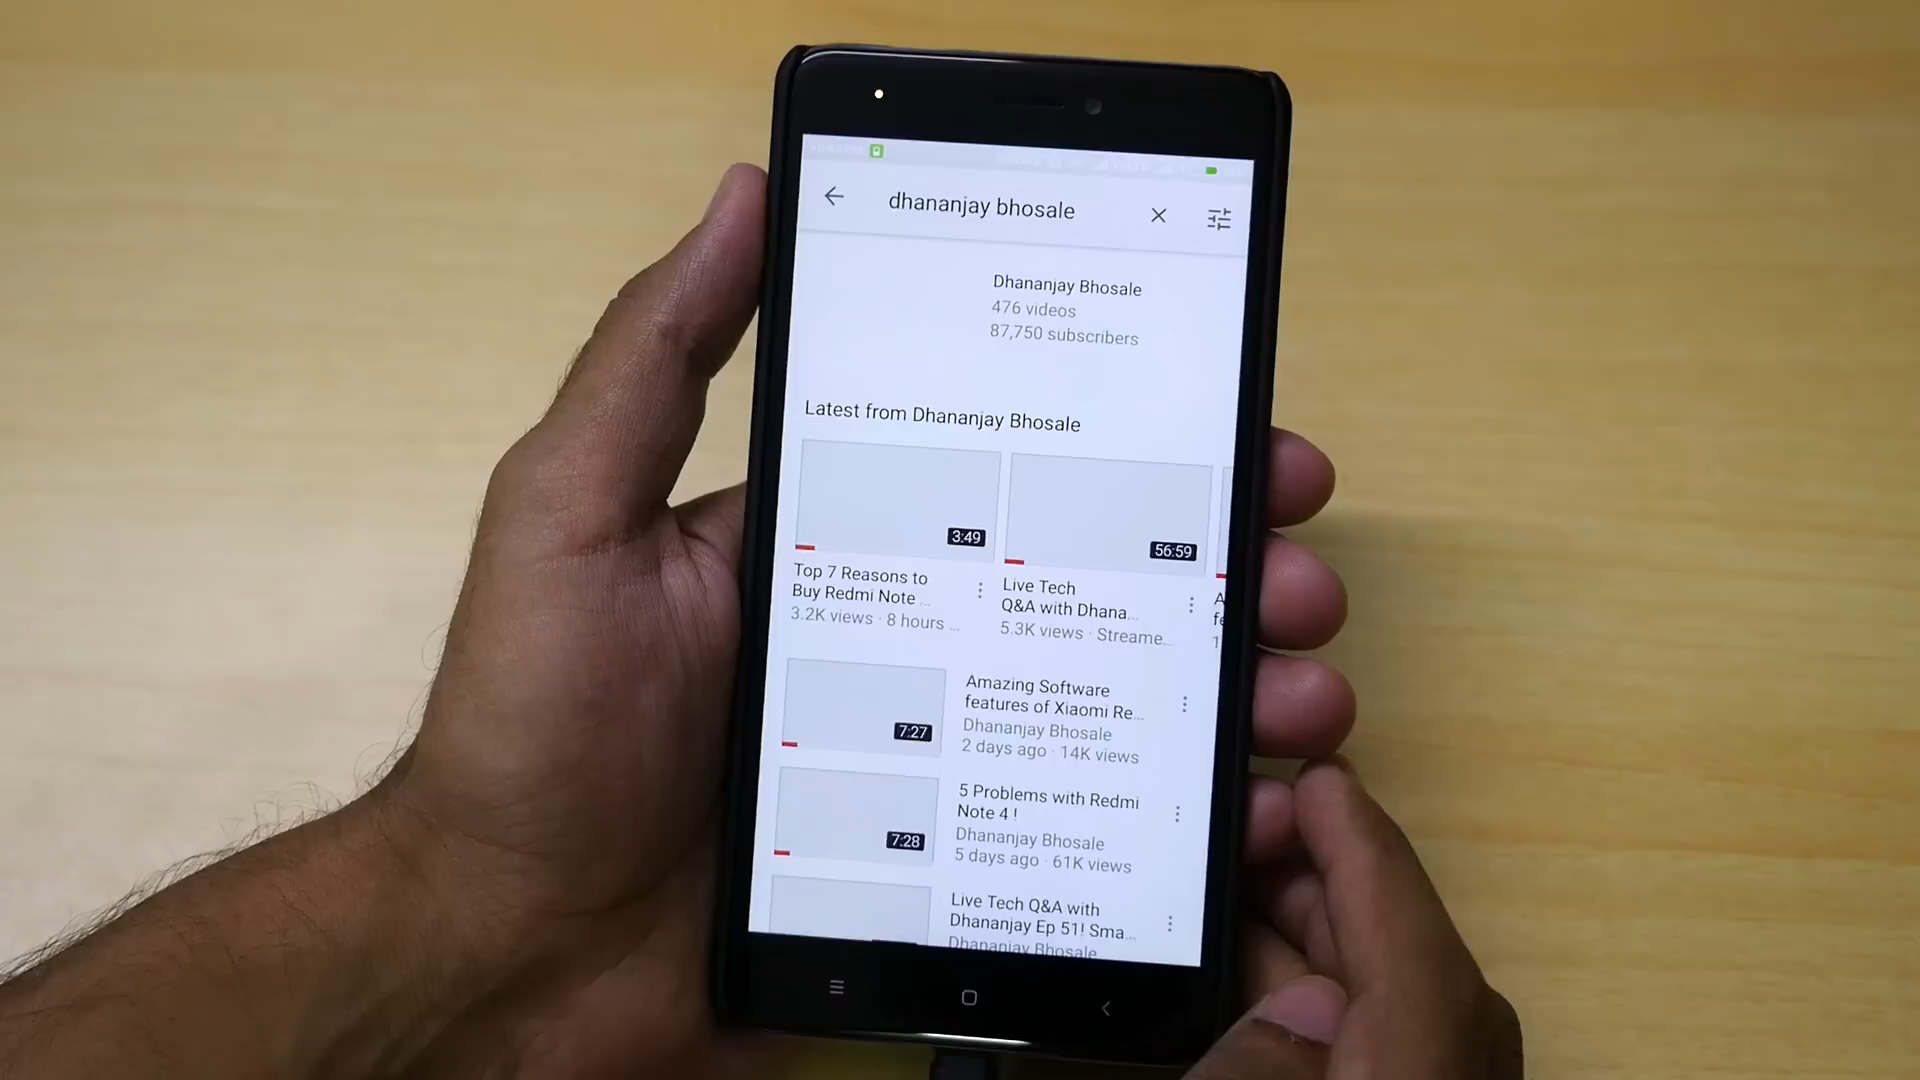 dhananjay bhosale
Dhananjay Bhosale
476 videos
87,750 subscribers
Latest from Dhananjay Bhosale
3:49
56:59
Top 7 Reasons to
Buy Redmi Note ...
3.2K views · 8 hours ...
Live Tech
Q&A with Dhana...
5.3K views · Streame...
A
fe
1
7:27
Amazing Software
features of Xiaomi Re...
Dhananjay Bhosale
2 days ago · 14K views
7:28
5 Problems with Redmi
Note 4 !
Dhananjay Bhosale
5 days ago · 61K views
Live Tech Q&A with
Dhananjay Ep 51! Sma...
Dhananjay Bhosale